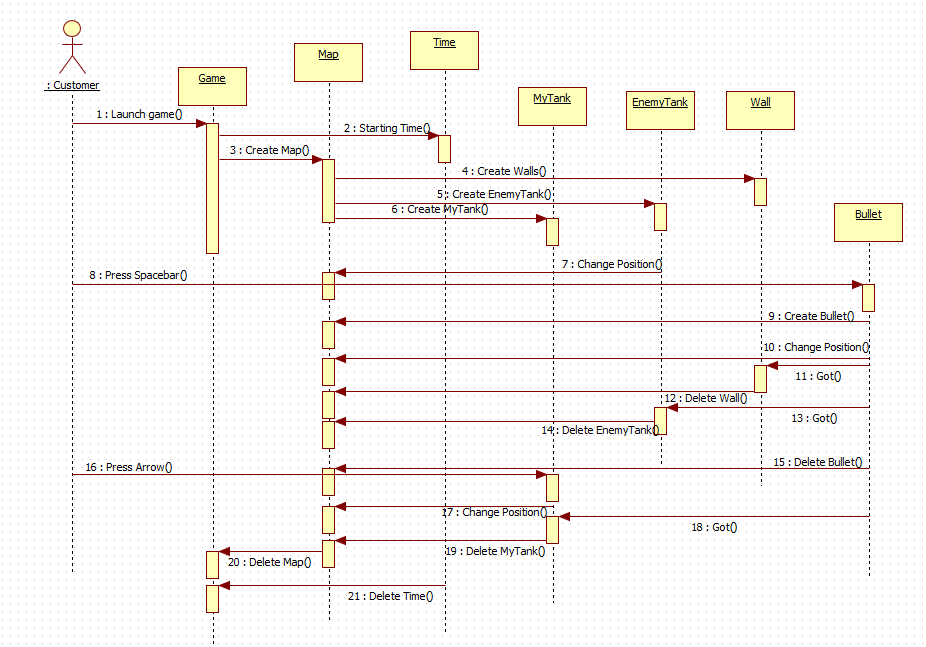 Time
Map
Game
: Customer
MyTank
EnemyTank
Wall
1 : Launch game()
2 : Starting Time()
3 : Create Map()
4 : Create Walls()
5 : Create EnemyTank()
6 : Create MyTank()
Bullet
7 : Change Position()
8 : Press Spacebar()
9 : Create Bullet()
10 : Change Position()
11 : Got()
12 : Delete Wall()
13 : Got()
14 : Delete EnemyTank()
15 : Delete Bullet()
16 : Press Arrow()
17 : Change Position()
18 : Got()
19 : Delete MyTank()
20 : Delete Map()
21 : Delete Time()